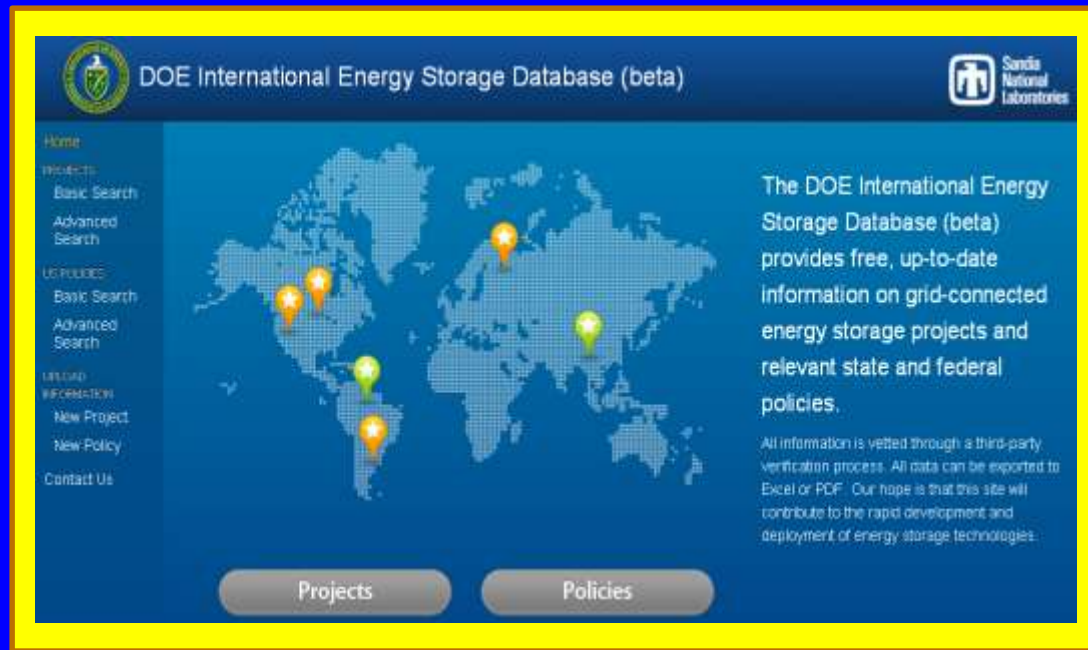 DOE International Energy Storage Database (beta)
Sandia
National
Laboratories
Home
PROJECTS
Basic Search
Advanced
Search
US POLICIES
Basic Search
Advanced
Search
UPLOAD
INFORMATION
New Project
New Policy
Contact Us
The DOE International Energy
Storage Database (beta)
provides free, up-to-date
information on grid-connected
energy storage projects and
relevant state and federal
policies.
All information is vetted through a third-party
verification process. All data can be exported to
Excel or PDF. Our hope is that this site will
contribute to the rapid development and
deployment of energy storage technologies.
Projects
Policies